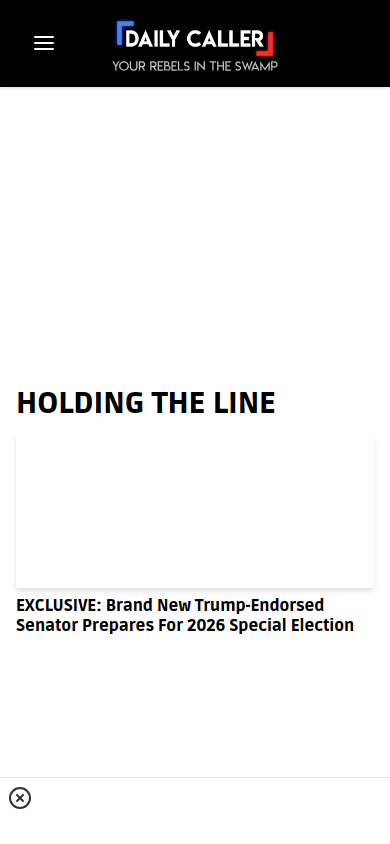 DAILY CALLER
YOUR REBELS IN THE SWAMP
HOLDING THE LINE
EXCLUSIVE: Brand New Trump-Endorsed
Senator Prepares For 2026 Special Election